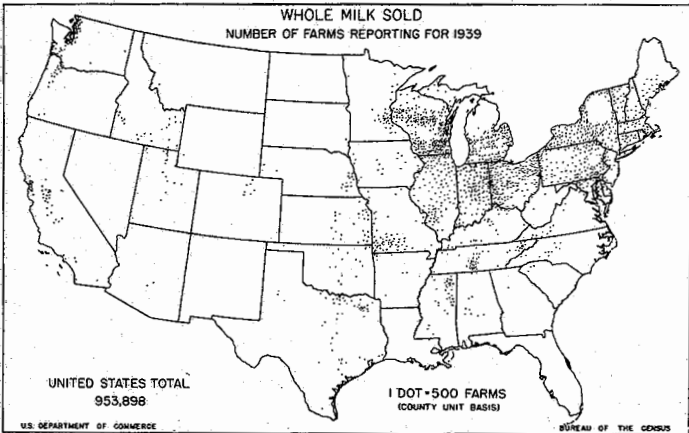 WHOLE MILK SOLD
NUMBER OF FARMS REPORTING FOR 1939
UNITED STATES TOTAL
953,898
1 DOT=500 FARMS
(COUNTY UNIT BASIS)
U.S. DEPARTMENT OF COMMERCE
BUREAU OF THE CENSUS